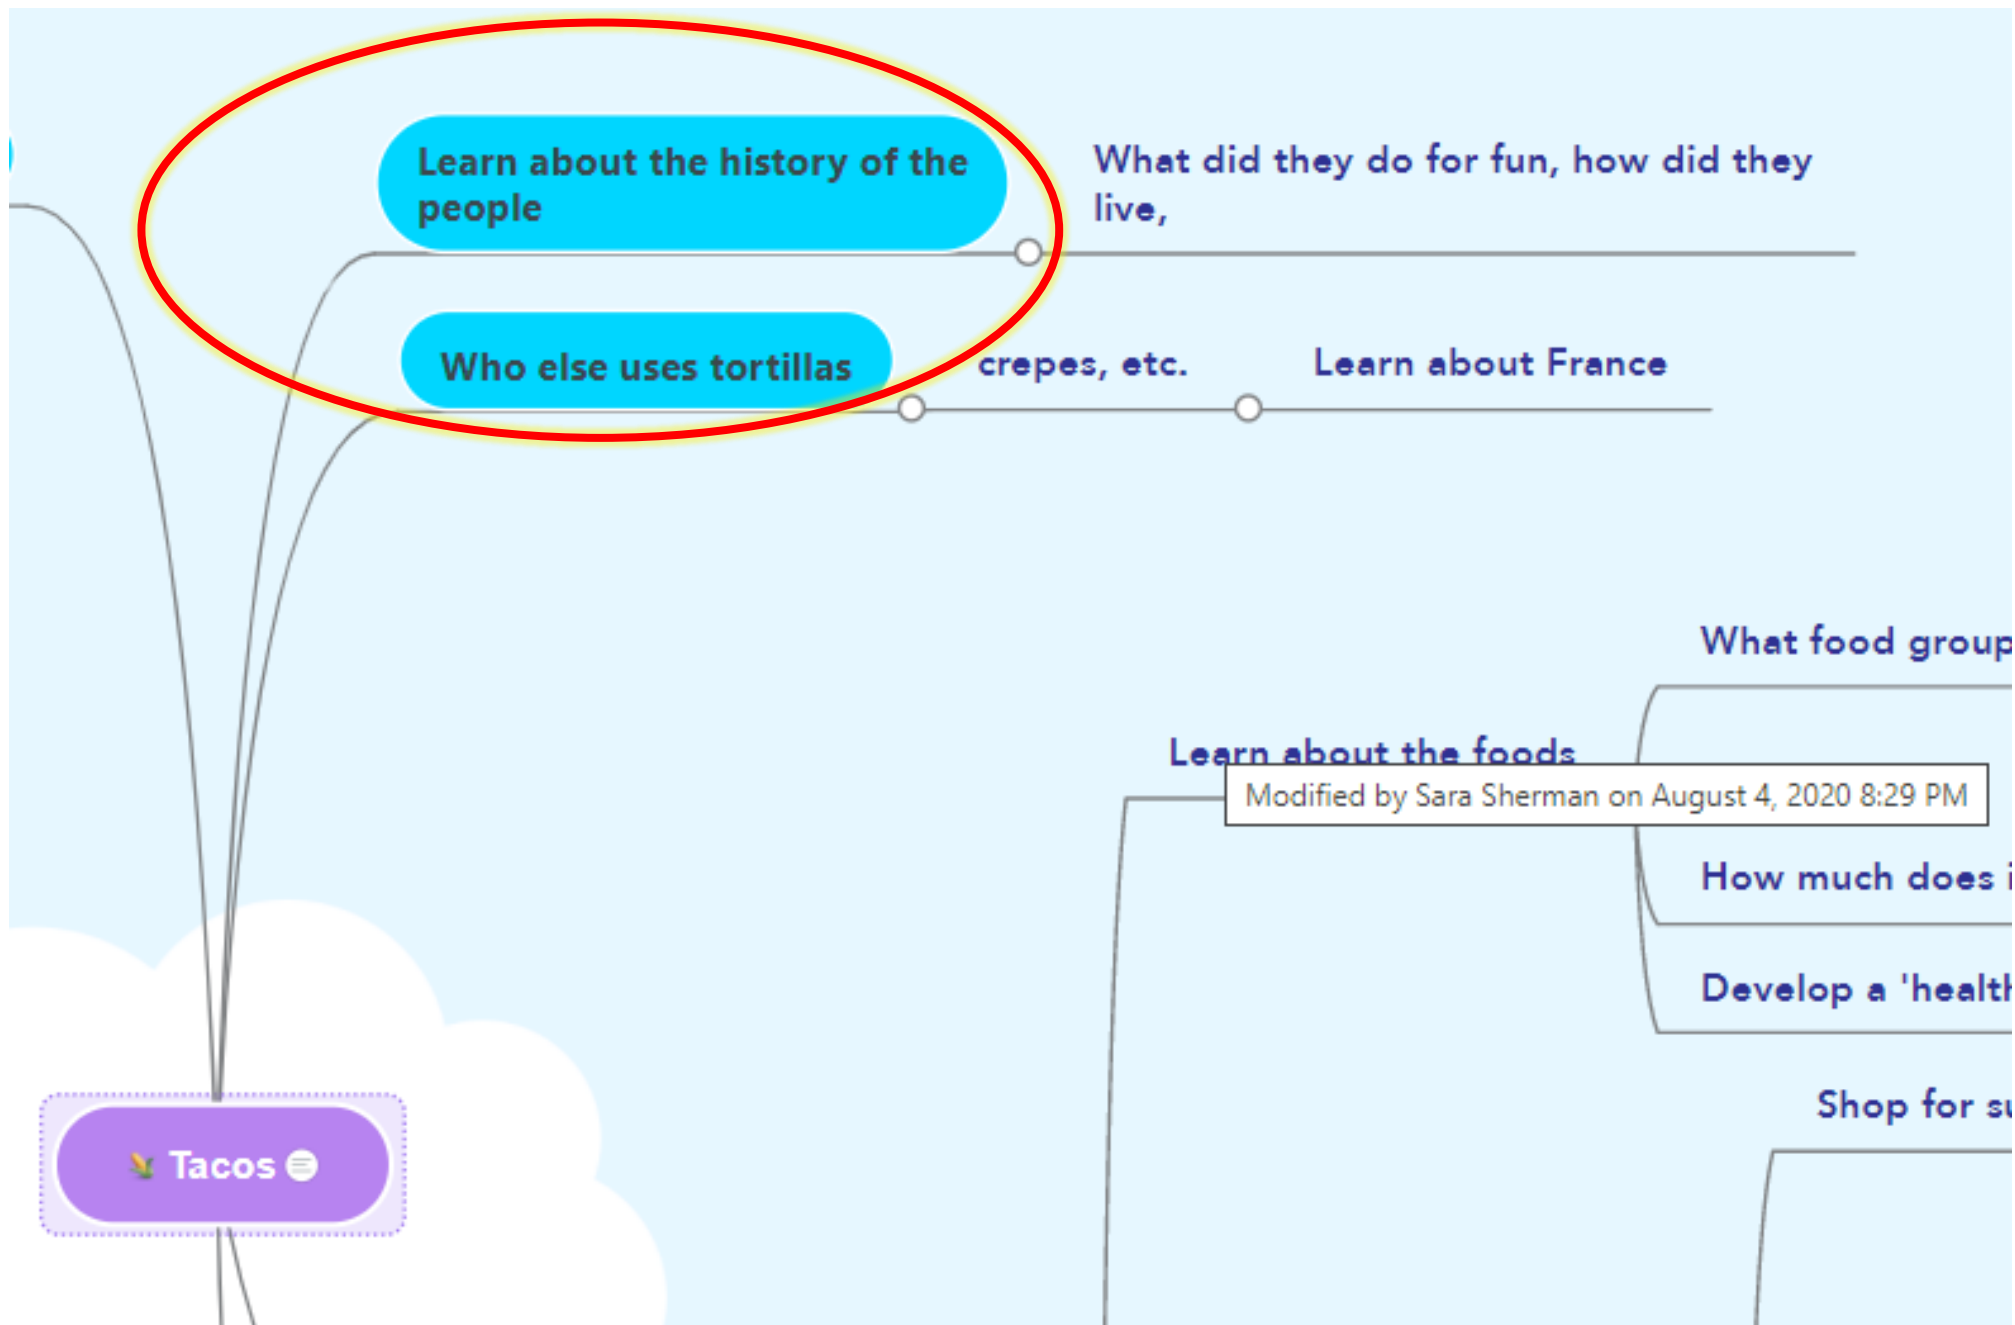 Learn about the history of the
people
What did they do for fun, how did they
live,
Who else uses tortillas
crepes, etc.
Learn about France
What food group
Learn about the foods
Modified by Sara Sherman on August 4, 2020 8:29 PM
How much does
Develop a 'health
Shop for su
Tacos